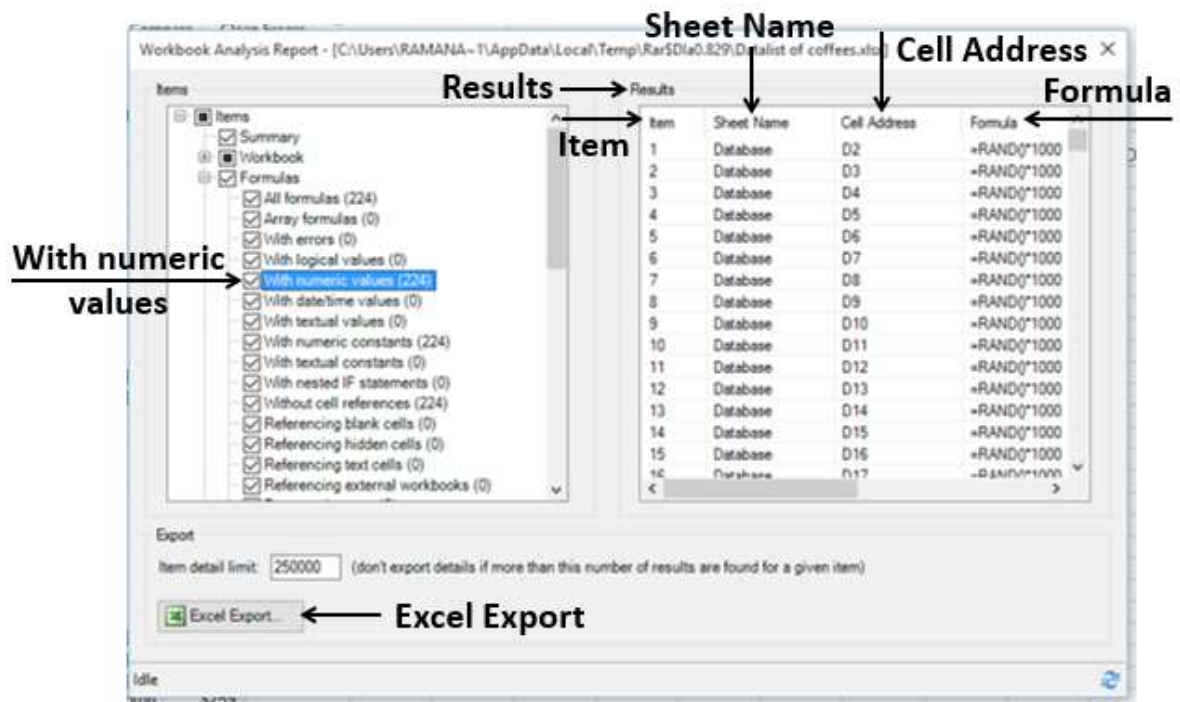 Sheet Name
Workbook Analysis Report - [C:\Users\RAMANA~1\AppData\Local\Temp\Rar$DIa0.829\Datalist of coffees.xlsx]
Cell Address
Items
Results
Results
Formula
Items
Summary
Workbook
Formulas
All formulas (224)
Array formulas (0)
With errors (0)
With logical values (0)
With numeric values (224)
With date/time values (0)
With textual values (0)
With numeric constants (224)
With textual constants (0)
With nested IF statements (0)
Without cell references (224)
Referencing blank cells (0)
Referencing hidden cells (0)
Referencing text cells (0)
Referencing external workbooks (0)
With numeric
values
Item
Item Sheet Name Cell Address Formula
1 Database D2 =RAND()*1000
2 Database D3 =RAND()*1000
3 Database D4 =RAND()*1000
4 Database D5 =RAND()*1000
5 Database D6 =RAND()*1000
6 Database D7 =RAND()*1000
7 Database D8 =RAND()*1000
8 Database D9 =RAND()*1000
9 Database D10 =RAND()*1000
10 Database D11 =RAND()*1000
11 Database D12 =RAND()*1000
12 Database D13 =RAND()*1000
13 Database D14 =RAND()*1000
14 Database D15 =RAND()*1000
15 Database D16 =RAND()*1000
16 Database D17 =RAND()*1000
Export
Item detail limit: 250000 (don't export details if more than this number of results are found for a given item)
Excel Export...
Excel Export
Idle